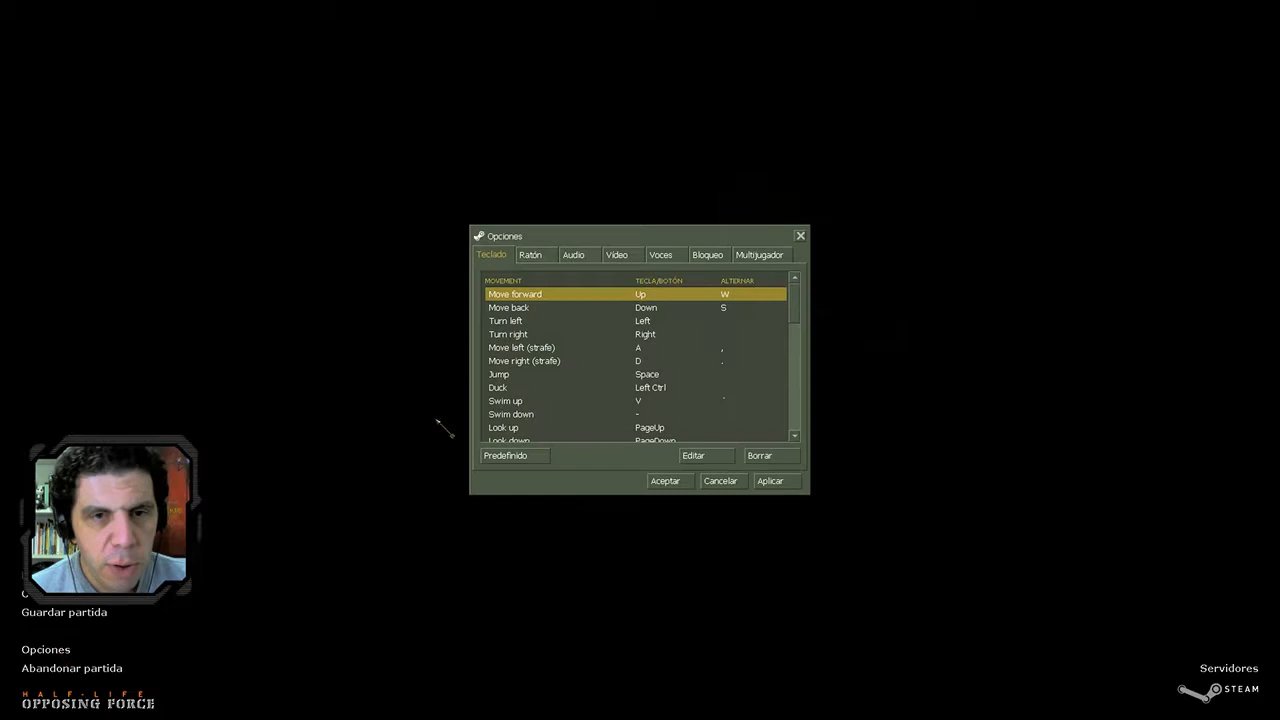 Opciones
Teclado Ratón Audio Vídeo Voces Bloqueo Multijugador
MOVEMENT TECLA/BOTÓN ALTERNAR
Move forward Up W
Move back Down S
Turn left Left
Turn right Right
Move left (strafe) A ,
Move right (strafe) D .
Jump Space
Duck Left Ctrl
Swim up V
Swim down -
Look up PageUp
Look down PageDown
Predefinido Editar Borrar
Aceptar Cancelar Aplicar
Guardar partida
Opciones
Abandonar partida
HALF-LIFE
OPPOSING FORCE
Servidores
STEAM